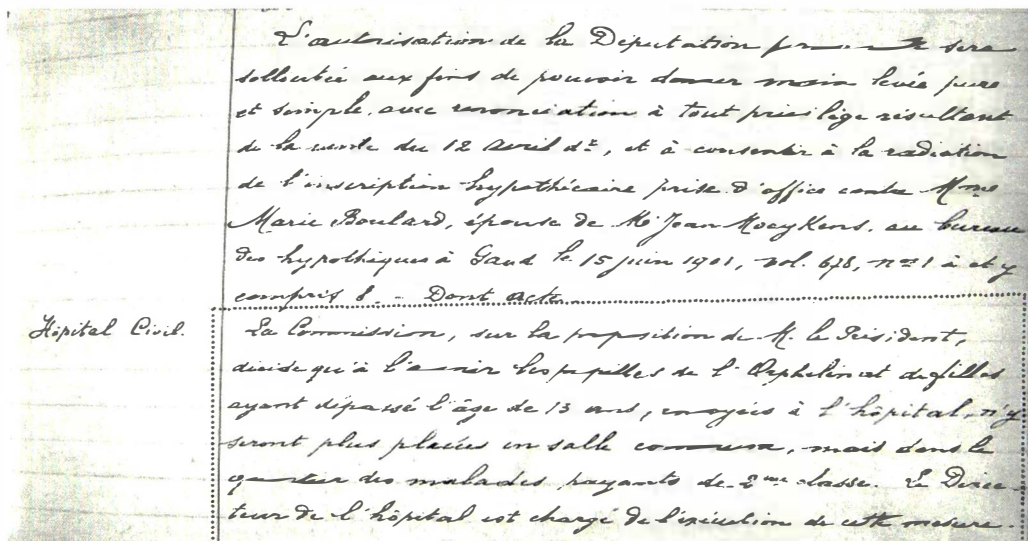 L'autorisation de la Députation sera
sollicitée aux fins de pouvoir donner main levée pure
et simple, avec renonciation à tout privilège résultant
de la vente du 12 avril dt, et à consentir à la radiation
de l'inscription hypothécaire prise d'office contre Mme
Marie Boulard, épouse de Mr Jean Moeykens, au bureau
des hypothèques à Gand le 15 juin 1901, vol. 678, nos 1 à et y
compris 8. - Dont acte.
Hôpital Civil.
La Commission, sur la proposition de M. le Président,
décide qu'à l'avenir les pupilles de l'Orphelinat de filles
ayant dépassé l'âge de 13 ans, envoyées à l'hôpital, n'y
seront plus placées en salle commune, mais dans le
quartier des malades payants de 2me classe. Le Direc-
teur de l'hôpital est chargé de l'exécution de cette mesure.